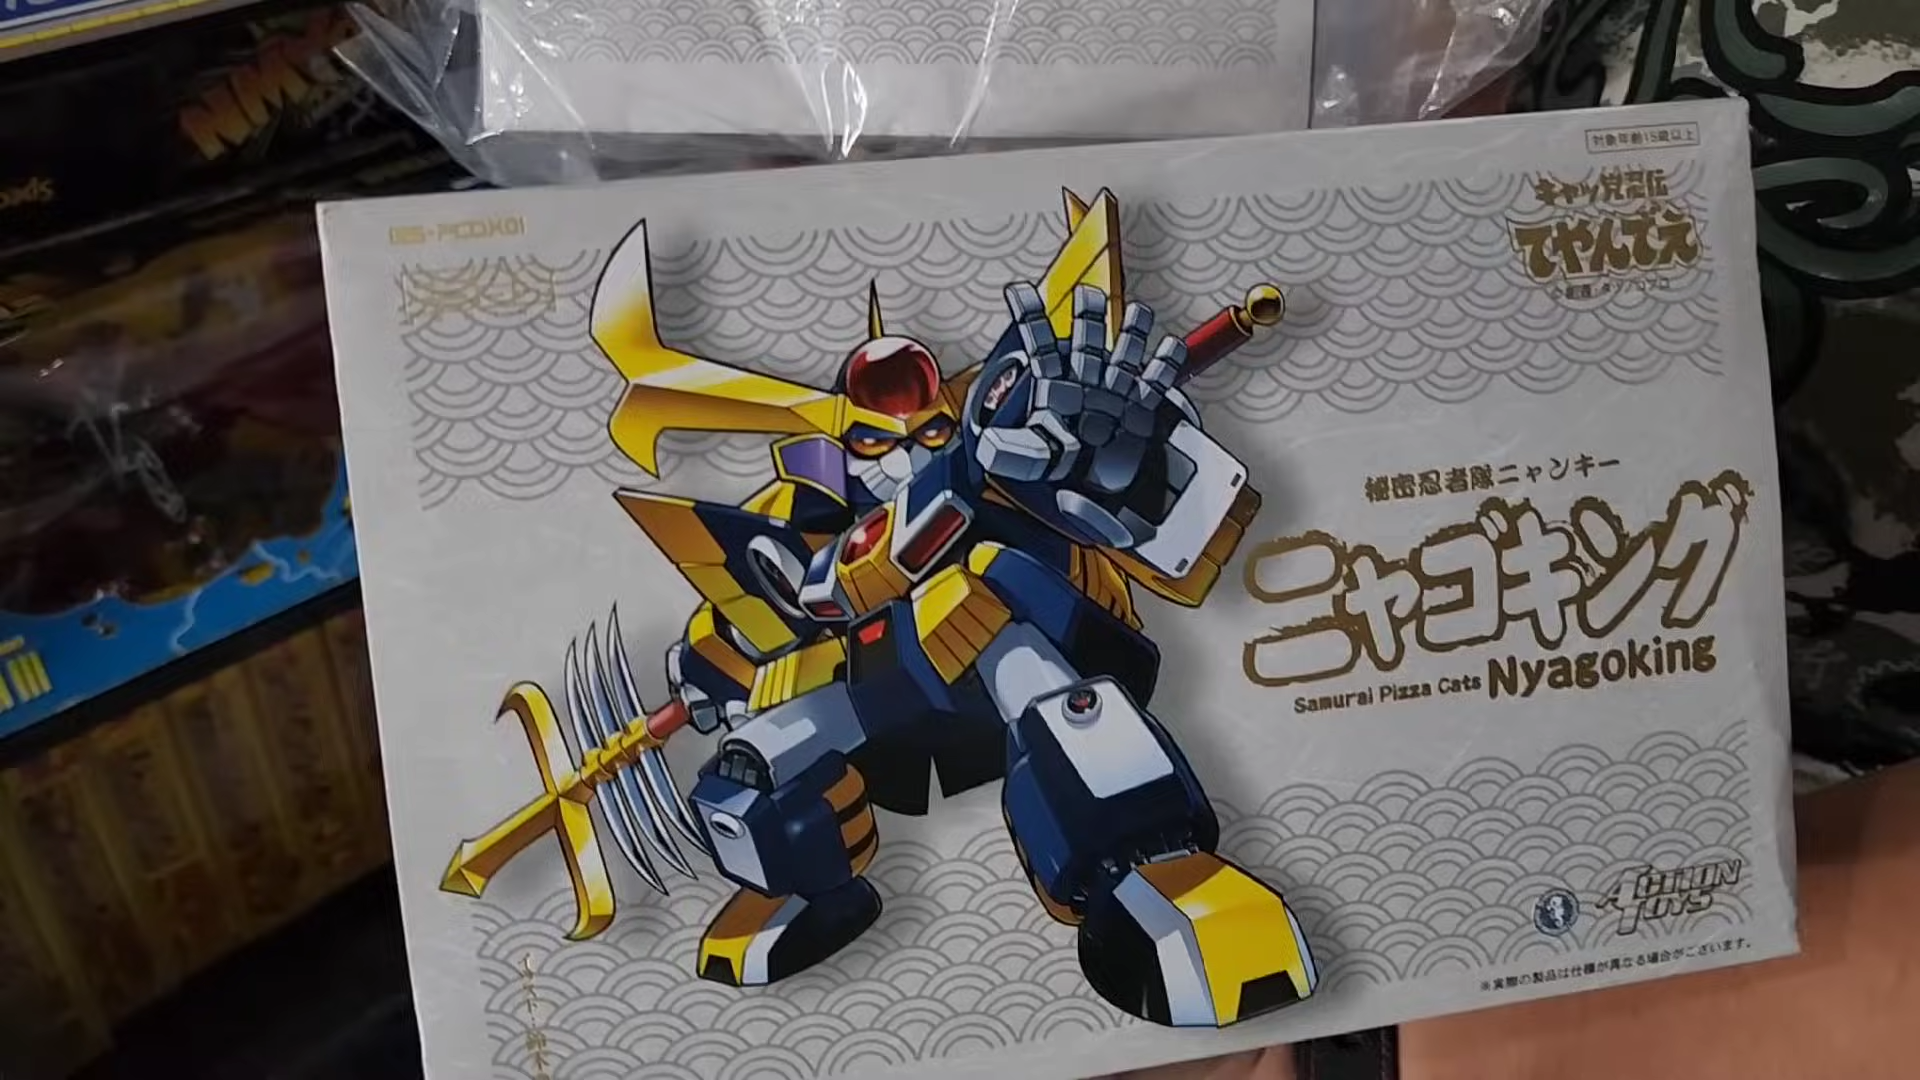 対象年齢15歳以上
キャッ党忍伝
てやんでえ
秘密忍者隊ニャンキー
ニャゴキング
Samurai Pizza Cats Nyagoking
ACTION
TOYS
※実際の製品は仕様が異なる場合がございます。